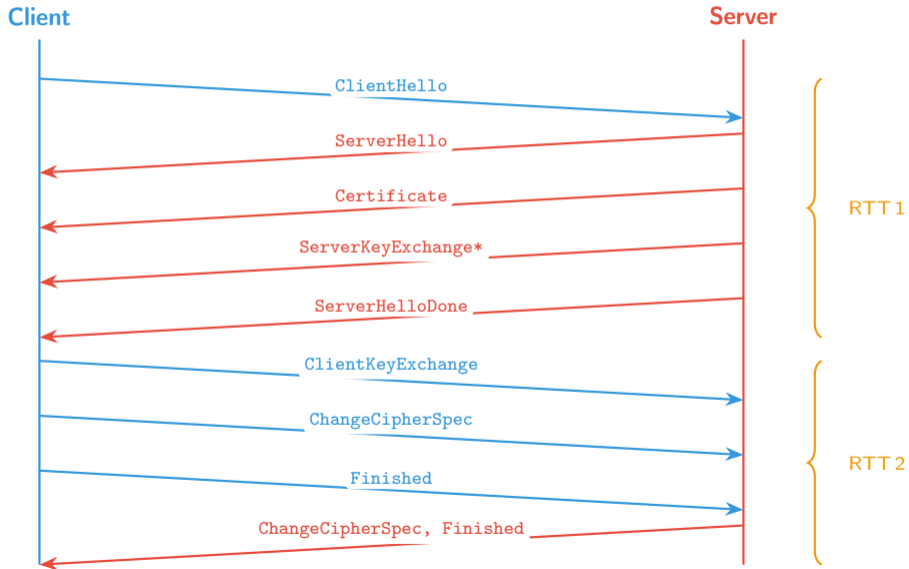 Client
Server
ClientHello
ServerHello
Certificate
RTT 1
ServerKeyExchange*
ServerHelloDone
ClientKeyExchange
ChangeCipherSpec
RTT 2
Finished
ChangeCipherSpec, Finished